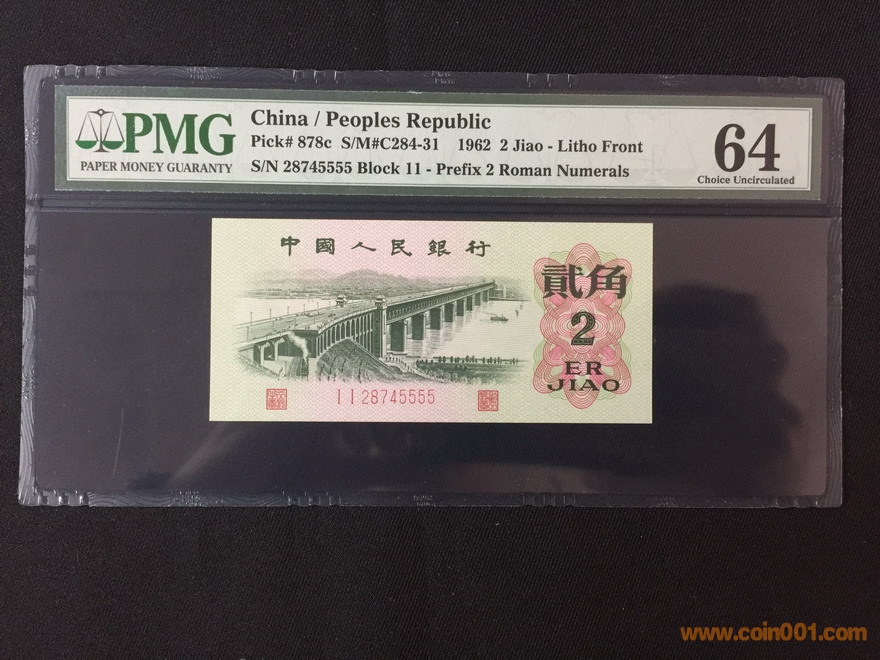 PMG
PAPER MONEY GUARANTY
China / Peoples Republic
Pick# 878c S/M#C284-31 1962 2 Jiao - Litho Front
S/N 28745555 Block 11 - Prefix 2 Roman Numerals
64
Choice Uncirculated
中國人民銀行
貳角
2
ER
JIAO
I I 28745555
www.coin001.com